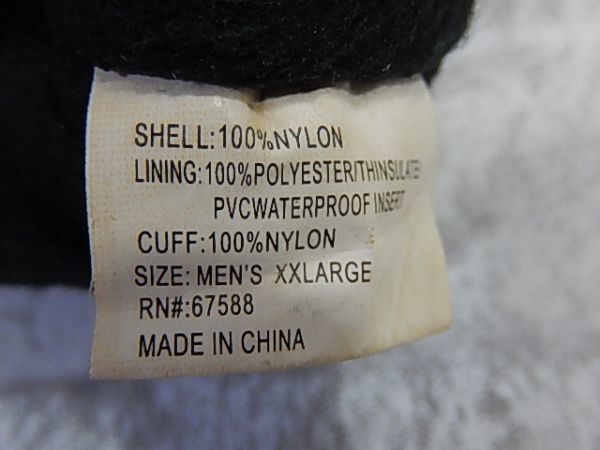 SHELL:100%NYLON
LINING:100%POLYESTER/THINSULATE
PVCWATERPROOF INSERT
CUFF:100%NYLON
SIZE: MEN'S XXLARGE
RN#:67588
MADE IN CHINA